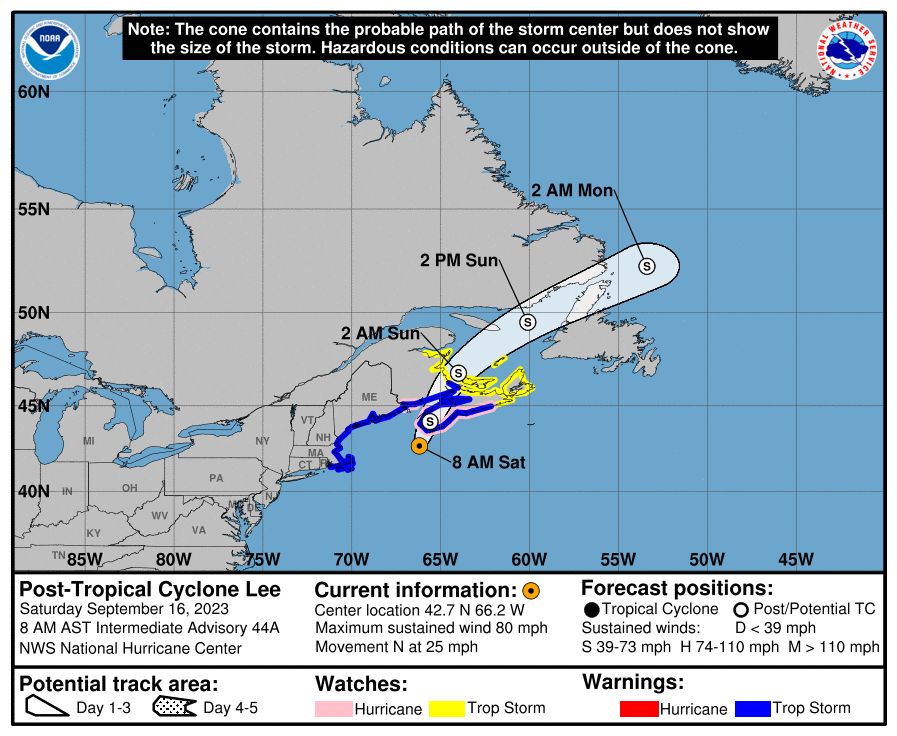 Note: The cone contains the probable path of the storm center but does not show
the size of the storm. Hazardous conditions can occur outside of the cone.
NOAA
NATIONAL WEATHER SERVICE
60N
55N
50N
45N
40N
2 AM Mon
2 PM Sun
2 AM Sun
8 AM Sat
S
S
S
S
ME
VT
NH
MA
CT
NY
MI
PA
OH
IN
WV
VA
KY
TN
DE
85W 80W 75W 70W 65W 60W 55W 50W 45W
Post-Tropical Cyclone Lee
Saturday September 16, 2023
8 AM AST Intermediate Advisory 44A
NWS National Hurricane Center
Current information:
Center location 42.7 N 66.2 W
Maximum sustained wind 80 mph
Movement N at 25 mph
Forecast positions:
Tropical Cyclone Post/Potential TC
Sustained winds: D < 39 mph
S 39-73 mph H 74-110 mph M > 110 mph
Potential track area:
Day 1-3 Day 4-5
Watches:
Hurricane Trop Storm
Warnings:
Hurricane Trop Storm